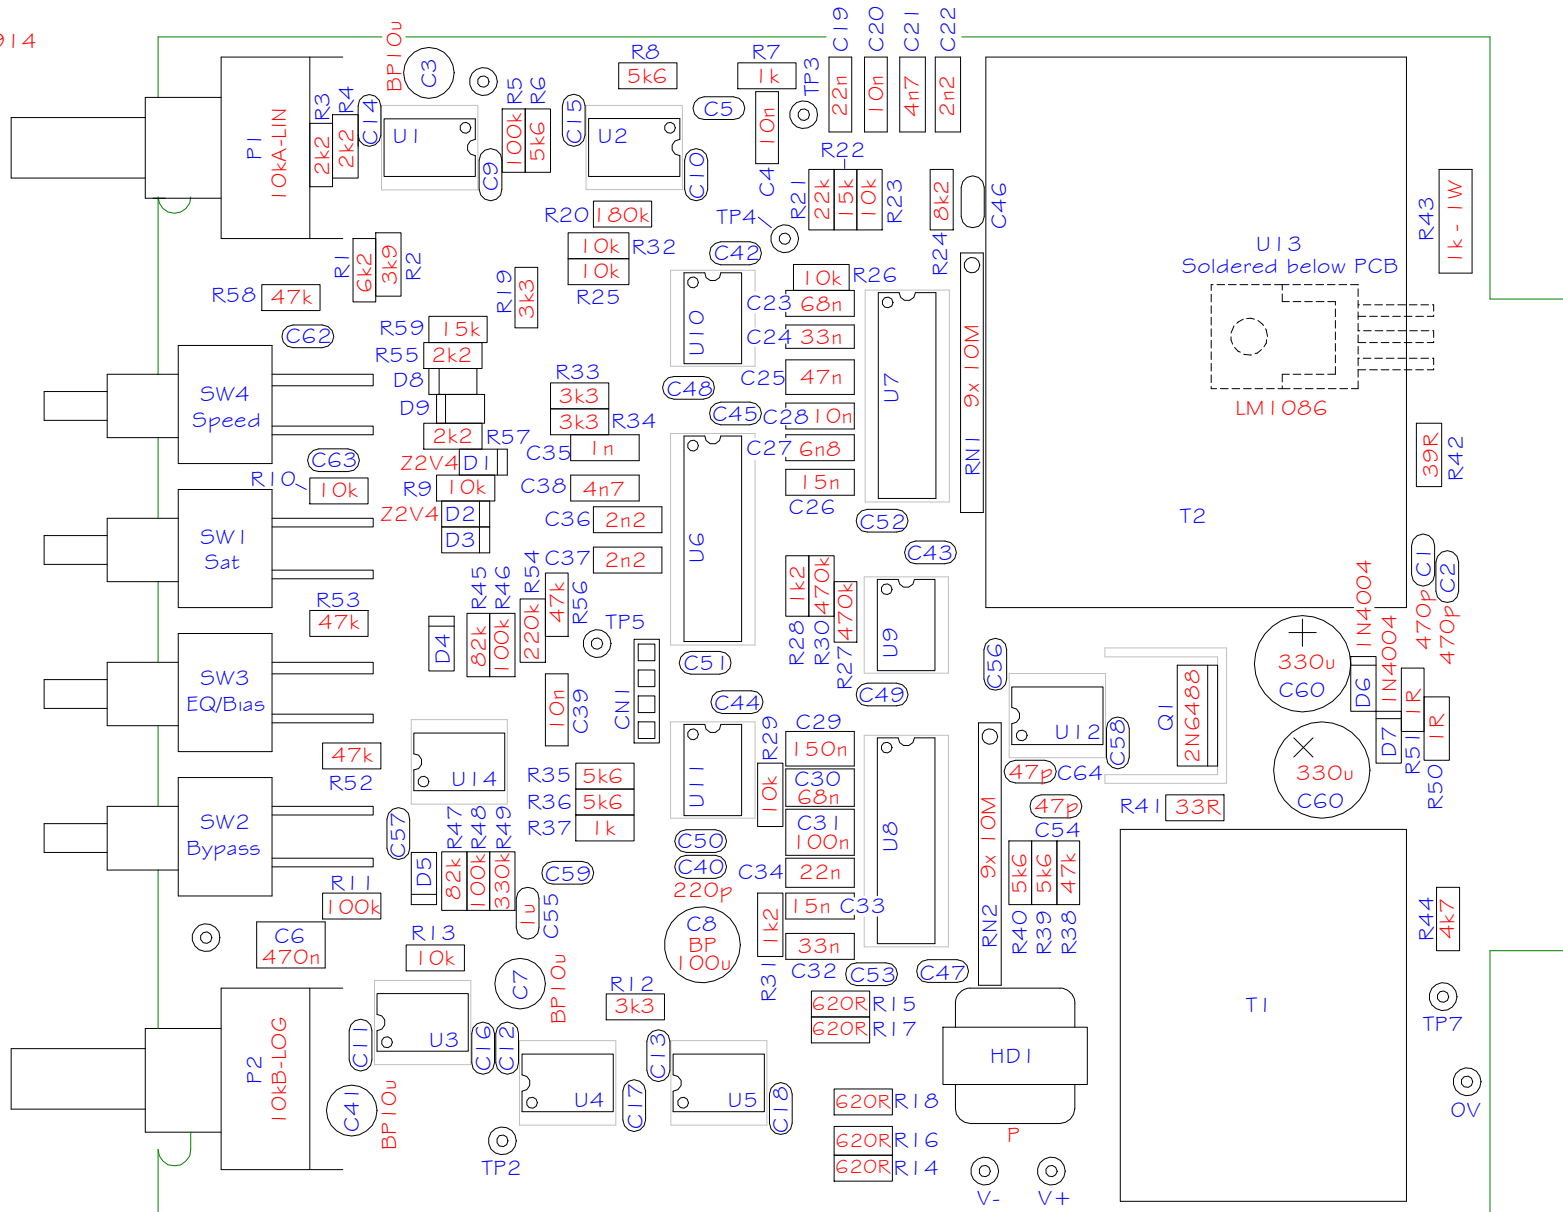 914
BP10u
C3
R8
5k6
R7
1k
TP3
C19
22n
C20
10n
C21
4n7
C22
2n2
P1
10kA-LIN
R3
2k2
R4
2k2
C14
U1
C9
R5
100k
R6
5k6
C15
U2
C5
C10
10n
C4
R22
R21
22k
15k
10k
R23
8k2
R24
C46
R43
1k-1W
R20
180k
TP4
R32
10k
10k
R25
C42
R1
6k2
3k9
R2
R58
47k
R19
3k3
10k
R26
C23
68n
U13
Soldered below PCB
LM1086
C62
R59
15k
R55
2k2
D8
D9
2k2
R57
U10
C24
33n
C25
47n
U7
RN1
9x 10M
SW4
Speed
R33
3k3
3k3
R34
C48
C45
C28
10n
C35
1n
C27
6n8
C63
Z2V4
D1
R10
10k
R9
10k
C38
4n7
15n
C26
39R
R42
Z2V4
D2
D3
C36
2n2
U6
C52
T2
SW1
Sat
C37
2n2
C43
R45
82k
R46
100k
R54
220k
47k
R56
TP5
1k2
R28
470k
R30
470k
R27
U9
C1
470p
C2
470p
R53
47k
D4
C51
C56
330u
C60
1N4004
D6
1N4004
D7
SW3
EQ/Bias
10n
C39
CN1
C44
C49
U12
C58
Q1
2N6488
1R
R51
1R
R50
47k
R52
U14
R29
10k
C29
150n
C30
68n
47p
C64
330u
C60
R35
5k6
R36
5k6
R37
1k
U11
C31
100n
U8
RN2
9x 10M
47p
C54
R41
33R
SW2
Bypass
C57
R47
82k
R48
100k
R49
330k
C50
C40
220p
C34
22n
5k6
R40
5k6
R39
47k
R38
R11
100k
D5
C59
1u
C55
15n
C33
R44
4k7
C6
470n
R13
10k
C8
BP
100u
1k2
R31
33n
C32
C53
C47
C7
BP10u
R12
3k3
620R
R15
620R
R17
T1
TP7
P2
10kB-LOG
C11
U3
C16
C12
C13
HD1
C41
BP10u
U4
C17
U5
C18
620R
R18
P
0V
620R
R16
620R
R14
TP2
V-
V+